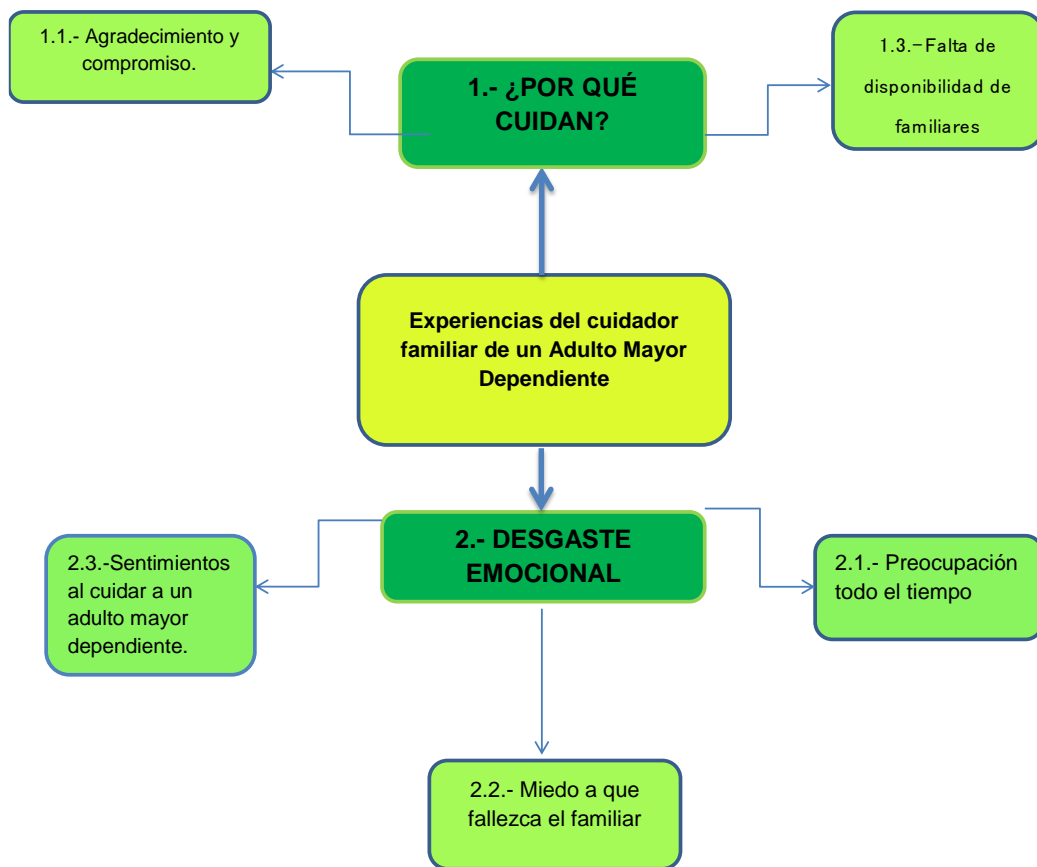 1.1.- Agradecimiento y
compromiso.
1.- ¿POR QUÉ
CUIDAN?
1.3.-Falta de
disponibilidad de
familiares
Experiencias del cuidador
familiar de un Adulto Mayor
Dependiente
2.- DESGASTE
EMOCIONAL
2.3.-Sentimientos
al cuidar a un
adulto mayor
dependiente.
2.1.- Preocupación
todo el tiempo
2.2.- Miedo a que
fallezca el familiar